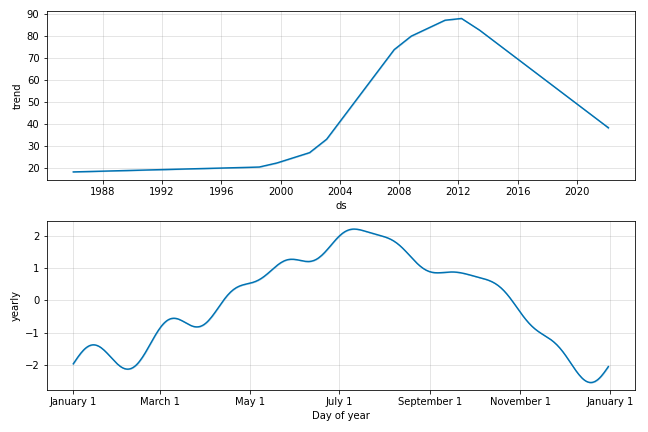 90
80
70
60
50
40
30
20
trend
1988 1992 1996 2000 2004 2008 2012 2016 2020
ds
2
1
0
−1
−2
yearly
January 1 March 1 May 1 July 1 September 1 November 1 January 1
Day of year